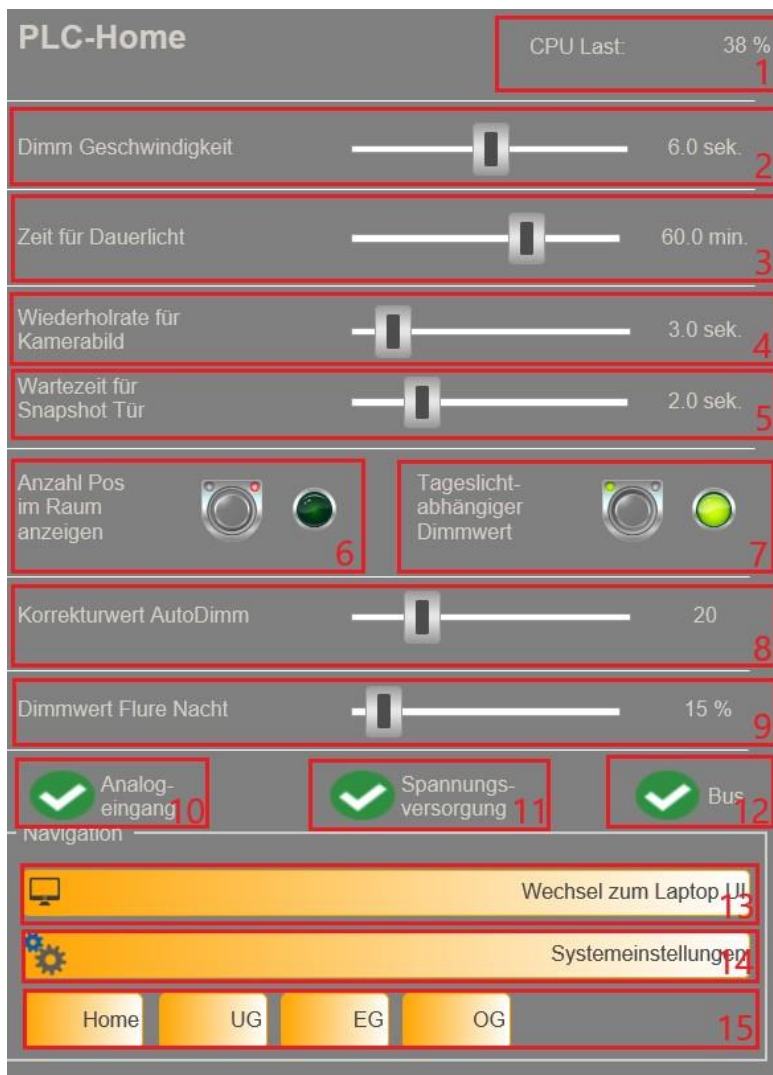 PLC-Home
CPU Last: 38 %
1
Dimm Geschwindigkeit 6.0 sek.
2
Zeit für Dauerlicht 60.0 min.
3
Wiederholrate für
Kamerabild
3.0 sek.
4
Wartezeit für
Snapshot Tür
2.0 sek.
5
Anzahl Pos
im Raum
anzeigen
6
Tageslicht-
abhängiger
Dimmwert
7
Korrekturwert AutoDimm 20
8
Dimmwert Flure Nacht 15 %
9
Analog-
eingang
10
Spannungs-
versorgung
11
Bus
12
Navigation
Wechsel zum Laptop UI
13
Systemeinstellungen
14
Home UG EG OG
15